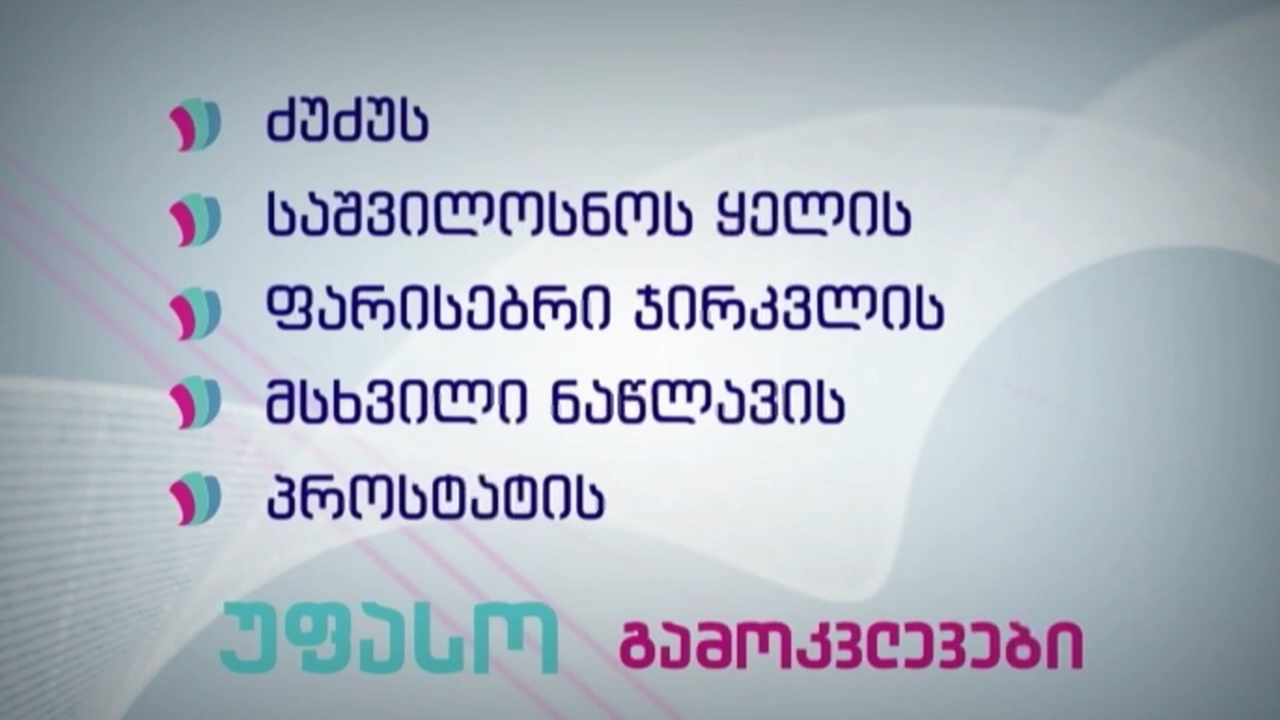 ძუძუს
საშვილოსნოს ყელის
ფარისებრი ჯირკვლის
მსხვილი ნაწლავის
პროსტატის
უფასო გამოკვლევები